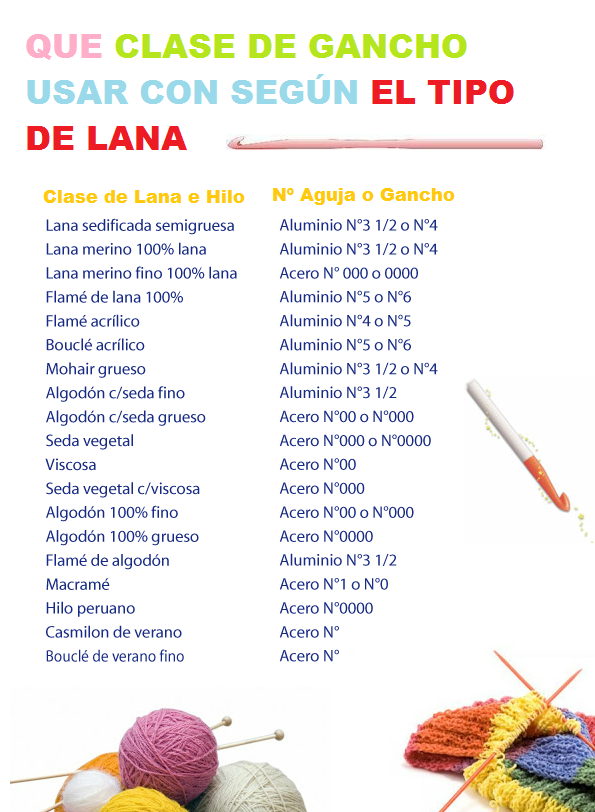 QUE CLASE DE GANCHO
USAR CON SEGÚN EL TIPO
DE LANA
Clase de Lana e Hilo Nº Aguja o Gancho
Lana sedificada semigruesa Aluminio N°3 1/2 o N°4
Lana merino 100% lana Aluminio N°3 1/2 o N°4
Lana merino fino 100% lana Acero N° 000 o 0000
Flamé de lana 100% Aluminio N°5 o N°6
Flamé acrílico Aluminio N°4 o N°5
Bouclé acrílico Aluminio N°5 o N°6
Mohair grueso Aluminio N°3 1/2 o N°4
Algodón c/seda fino Aluminio N°3 1/2
Algodón c/seda grueso Acero N°00 o N°000
Seda vegetal Acero N°000 o N°0000
Viscosa Acero N°00
Seda vegetal c/viscosa Acero N°000
Algodón 100% fino Acero N°00 o N°000
Algodón 100% grueso Acero N°0000
Flamé de algodón Aluminio N°3 1/2
Macramé Acero N°1 o N°0
Hilo peruano Acero N°0000
Casmilon de verano Acero N°
Bouclé de verano fino Acero N°